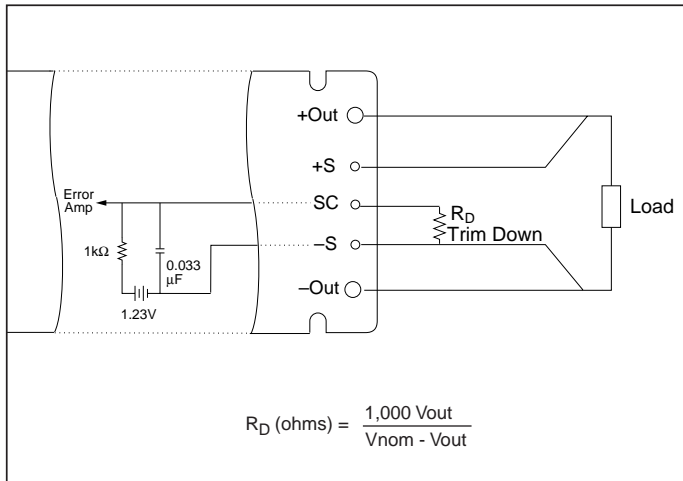 +Out
+S
Error
Amp
SC
RD
Trim Down
Load
1kΩ
0.033
µF
–S
1.23V
–Out
RD (ohms) = 1,000 Vout
Vnom - Vout